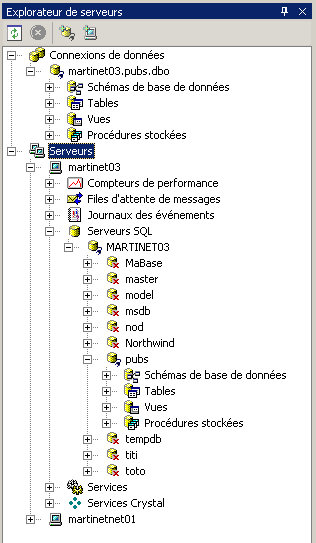 Explorateur de serveurs
Connexions de données
martinet03.pubs.dbo
Schémas de base de données
Tables
Vues
Procédures stockées
Serveurs
martinet03
Compteurs de performance
Files d'attente de messages
Journaux des événements
Serveurs SQL
MARTINET03
MaBase
master
model
msdb
nod
Northwind
pubs
Schémas de base de données
Tables
Vues
Procédures stockées
tempdb
titi
toto
Services
Services Crystal
martinetnet01